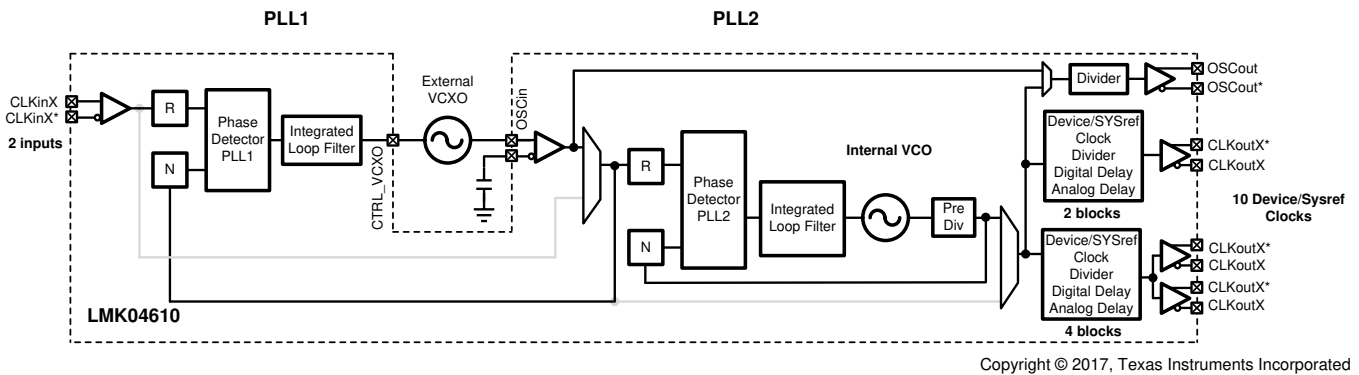 PLL1
PLL2
CLKinX
CLKinX*
2 inputs
R
N
Phase
Detector
PLL1
Integrated
Loop Filter
CTRL_VCXO
External
VCXO
OSCin
R
N
Phase
Detector
PLL2
Integrated
Loop Filter
Internal VCO
Pre
Div
Divider
OSCout
OSCout*
Device/SYSref
Clock
Divider
Digital Delay
Analog Delay
2 blocks
CLKoutX*
CLKoutX
10 Device/Sysref
Clocks
Device/SYSref
Clock
Divider
Digital Delay
Analog Delay
4 blocks
CLKoutX*
CLKoutX
CLKoutX*
CLKoutX
LMK04610
Copyright © 2017, Texas Instruments Incorporated